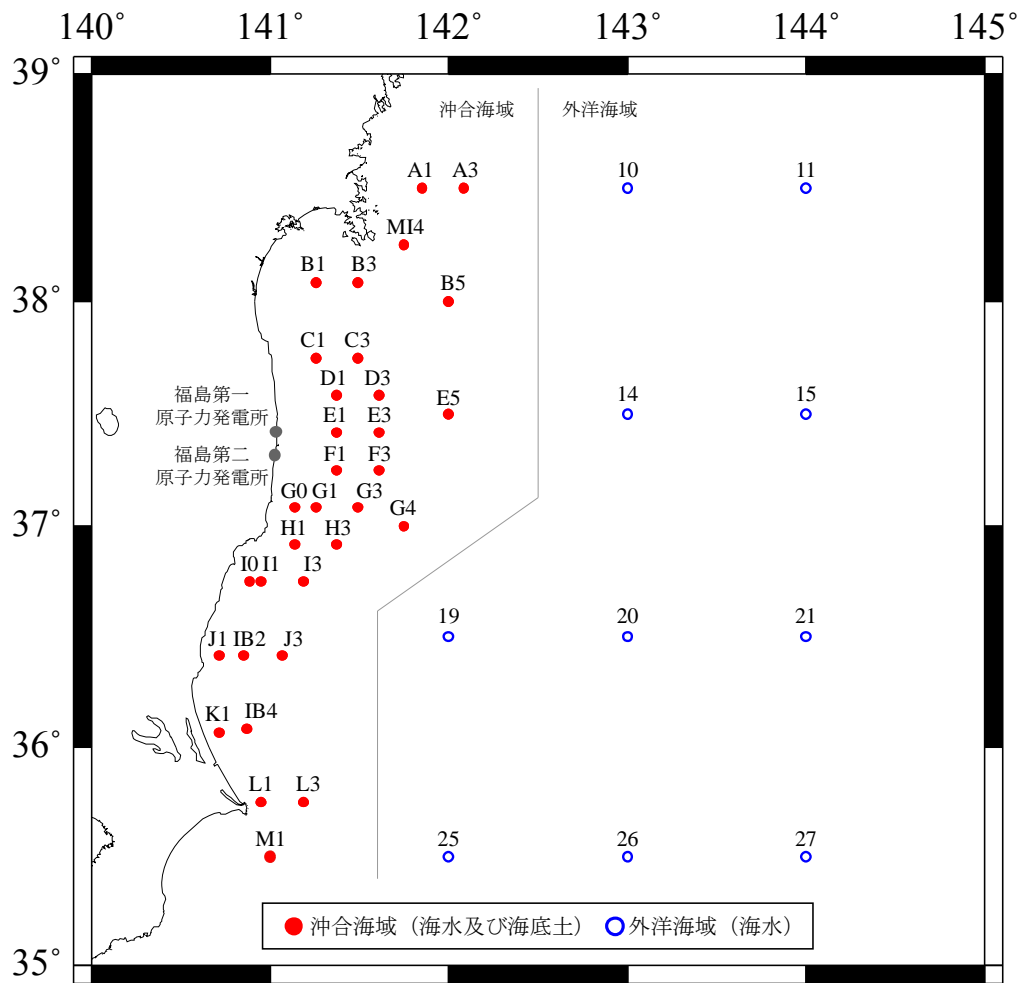 140° 141° 142° 143° 144° 145°
39°
沖合海域 外洋海域
A1 A3 10 11
MI4
B1 B3
B5
38°
C1 C3
D1 D3
福島第一
原子力発電所
E5 14 15
E1 E3
福島第二
原子力発電所
F1 F3
G0 G1 G3
G4
37°
H1 H3
I0 I1 I3
19 20 21
J1 IB2 J3
K1 IB4
36°
L1 L3
M1 25 26 27
沖合海域（海水及び海底土） 外洋海域（海水）
35°